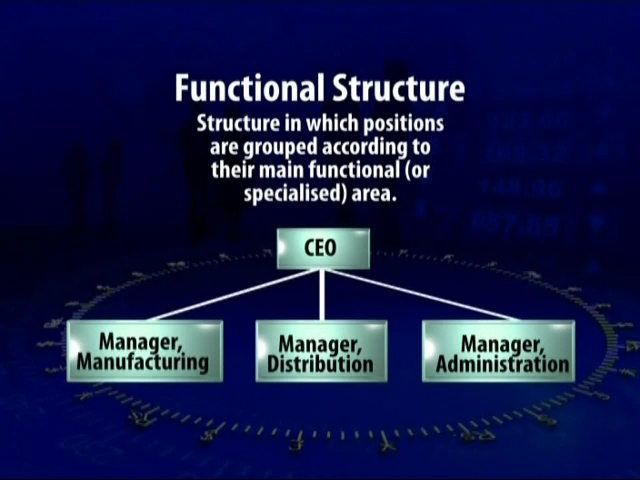 Functional Structure
Structure in which positions
are grouped according to
their main functional (or
specialised) area.
CEO
Manager,
Manufacturing
Manager,
Distribution
Manager,
Administration